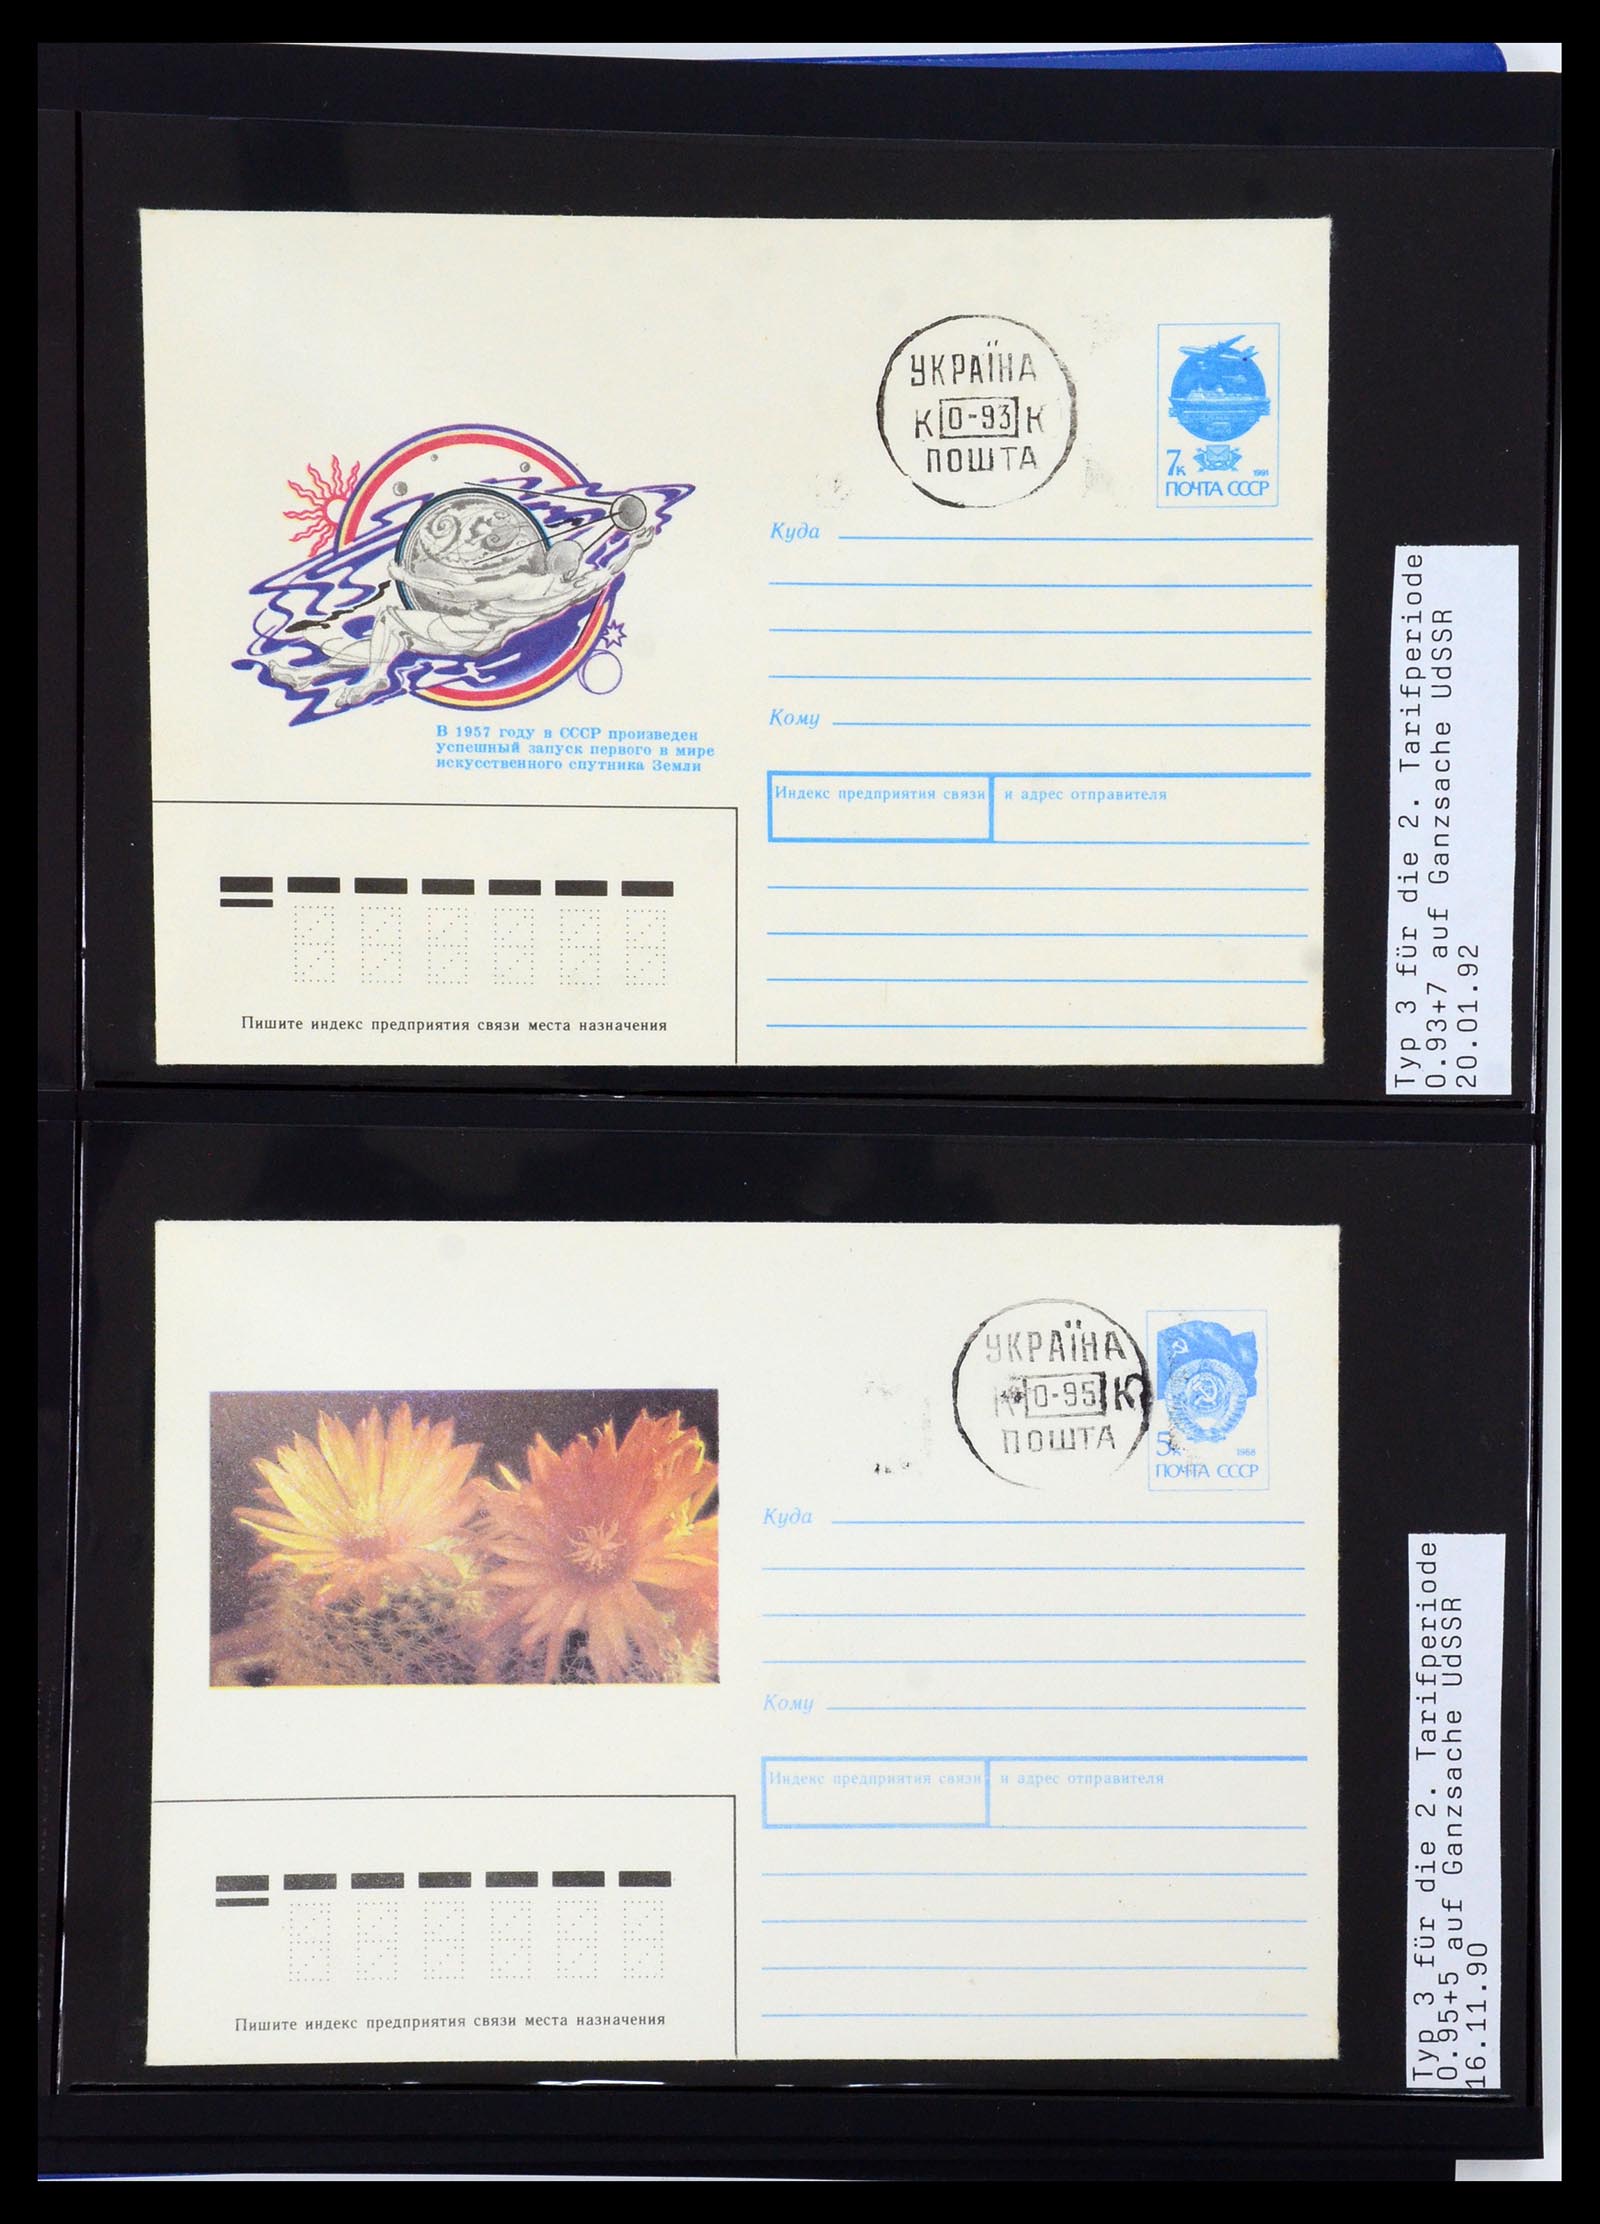 УКРАЇНА
К 0-93 К
ПОШТА
7к 1991
ПОЧТА СССР
В 1957 году в СССР произведен
успешный запуск первого в мире
искусственного спутника Земли
Куда
Кому
Индекс предприятия связи и адрес отправителя
Пишите индекс предприятия связи места назначения
Typ 3 für die 2. Tarifperiode
0.93+7 auf Ganzsache UdSSR
20.01.92
УКРАЇНА
К 0-95 К
ПОШТА
5к 1988
ПОЧТА СССР
Куда
Кому
Индекс предприятия связи и адрес отправителя
Пишите индекс предприятия связи места назначения
Typ 3 für die 2. Tarifperiode
0.95+5 auf Ganzsache UdSSR
16.11.90